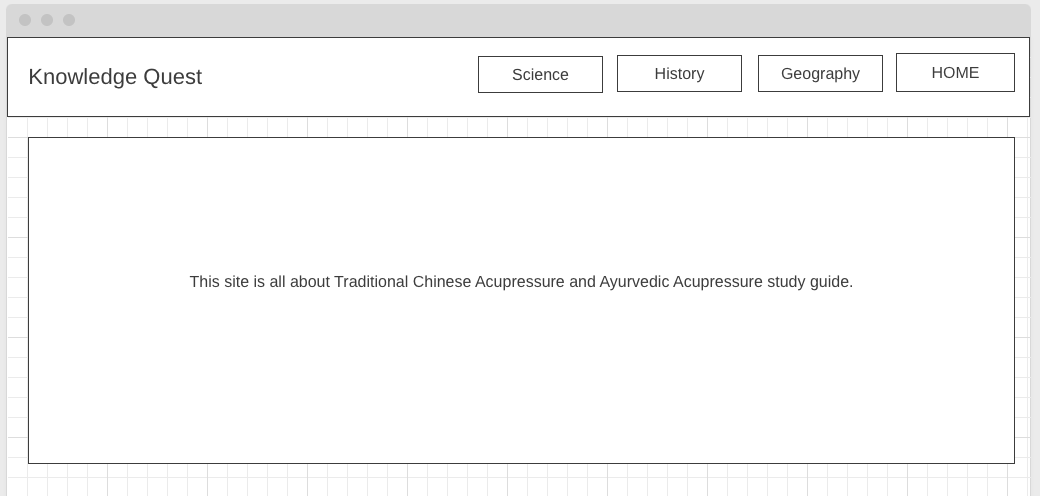 Knowledge Quest
Science
History
Geography
HOME
This site is all about Traditional Chinese Acupressure and Ayurvedic Acupressure study guide.